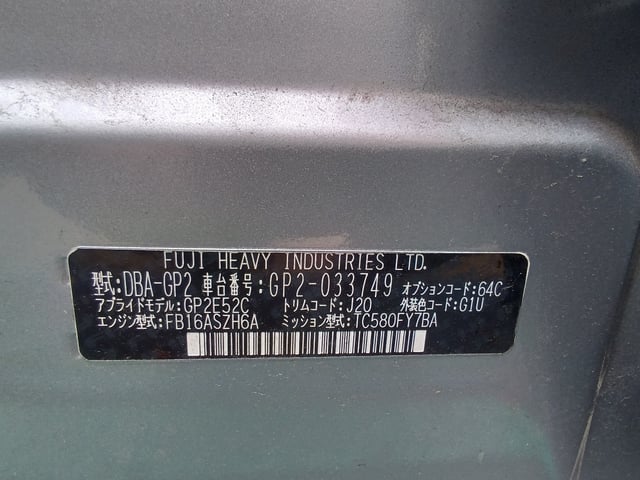 FUJI HEAVY INDUSTRIES LTD.
型式:DBA-GP2 車台番号:GP2-033749 オプションコード:64C
アプライドモデル:GP2E52C トリムコード:J20 外装色コード:G1U
エンジン型式:FB16ASZH6A ミッション型式:TC580FY7BA